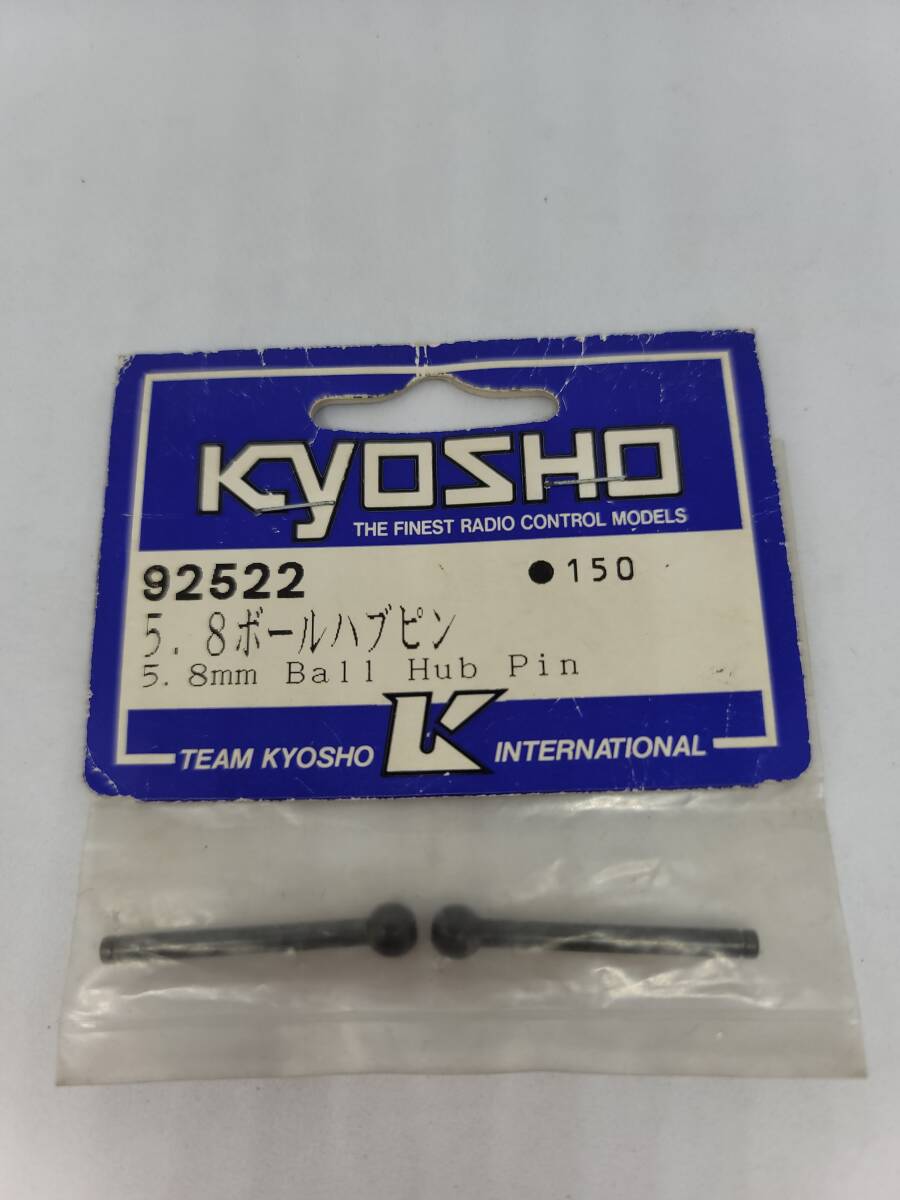 KYOSHO
THE FINEST RADIO CONTROL MODELS
92522 ●150
5.8ボールハブピン
5.8mm Ball Hub Pin
TEAM KYOSHO K INTERNATIONAL